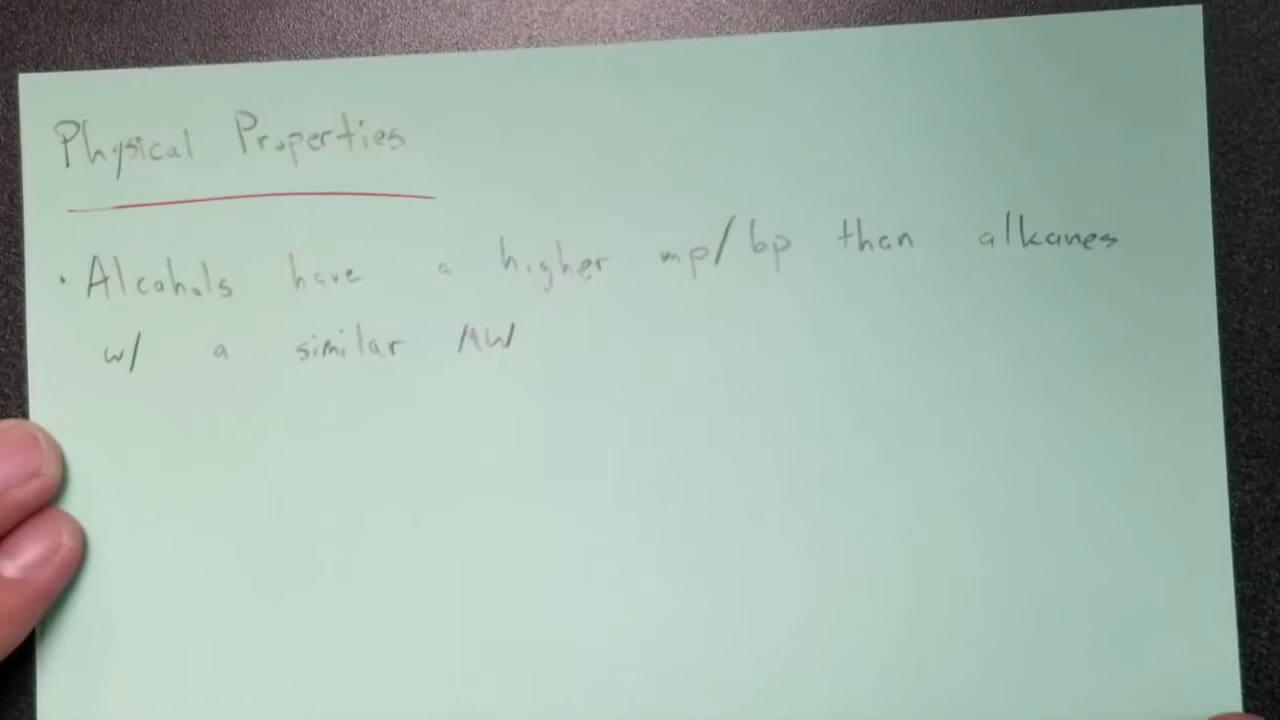 Physical Properties
· Alcohols have a higher mp/bp than alkanes
w/ a similar MW